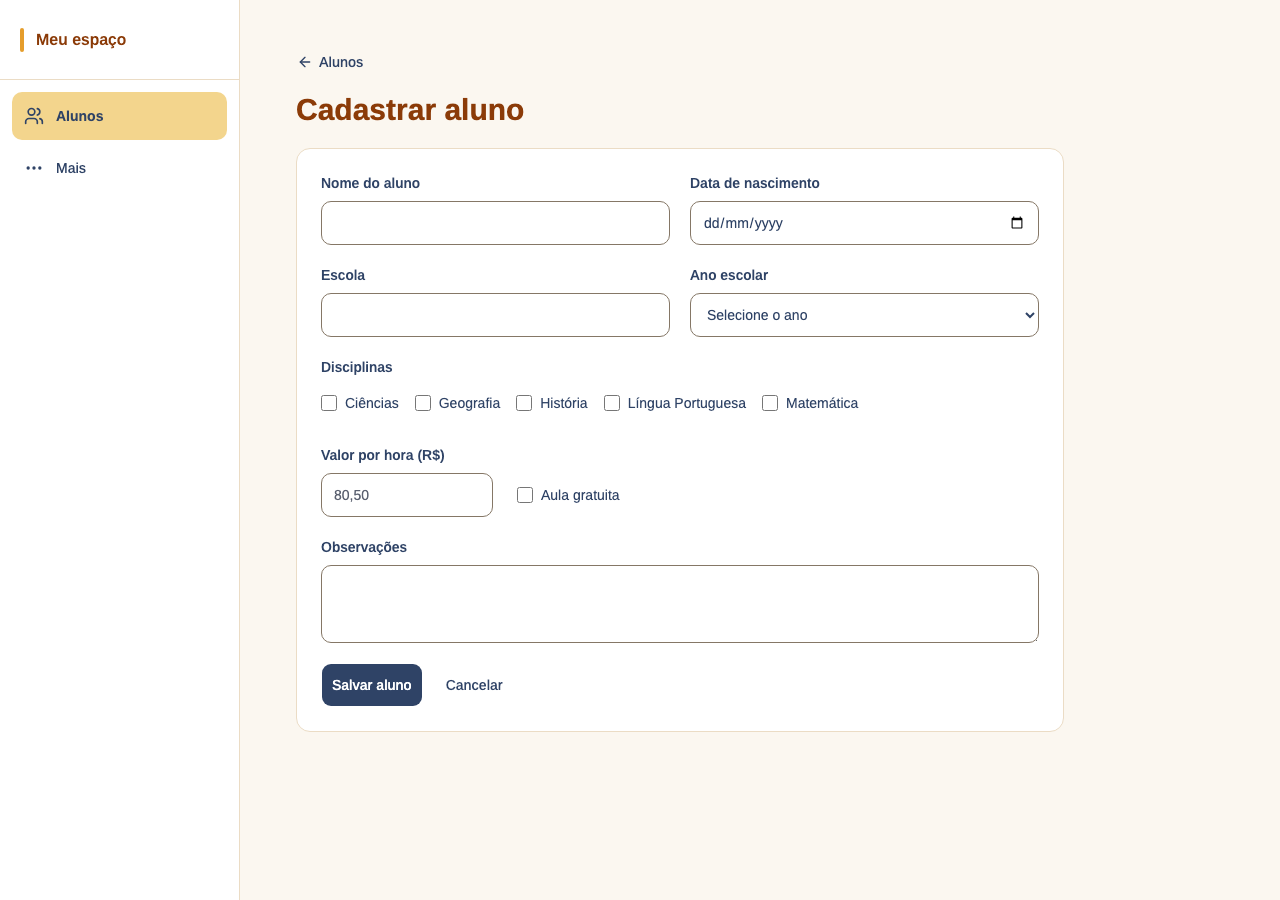 Meu espaço
Alunos
Mais
Alunos
Cadastrar aluno
Nome do aluno
Data de nascimento
dd/mm/yyyy
Escola
Ano escolar
Selecione o ano
Disciplinas
Ciências
Geografia
História
Língua Portuguesa
Matemática
Valor por hora (R$)
80,50
Aula gratuita
Observações
Salvar aluno
Cancelar